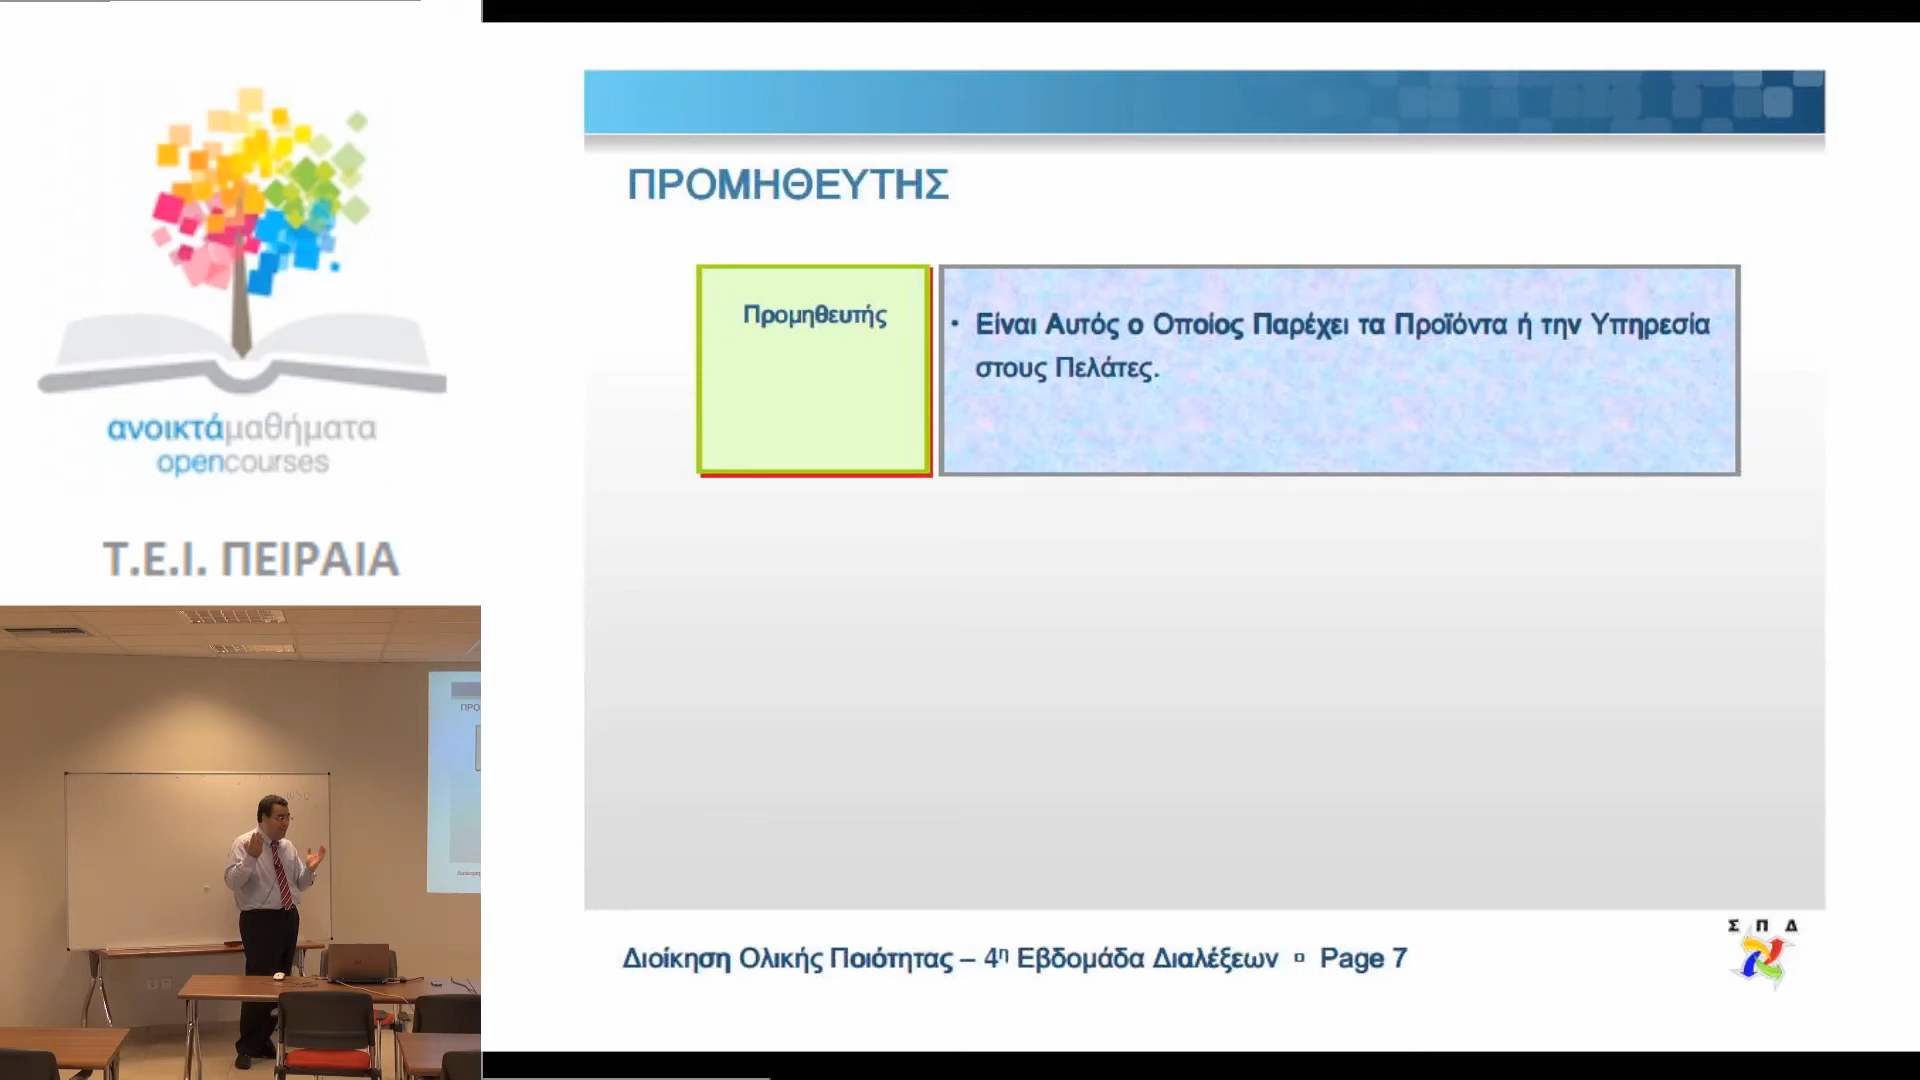 ανοικτάμαθήματα
opencourses
Τ.Ε.Ι. ΠΕΙΡΑΙΑ
ΠΡΟΜΗΘΕΥΤΗΣ
Προμηθευτής
• Είναι Αυτός ο Οποίος Παρέχει τα Προϊόντα ή την Υπηρεσία
στους Πελάτες.
Διοίκηση Ολικής Ποιότητας – 4η Εβδομάδα Διαλέξεων ▫ Page 7
Σ Π Δ
ΠΡΟ